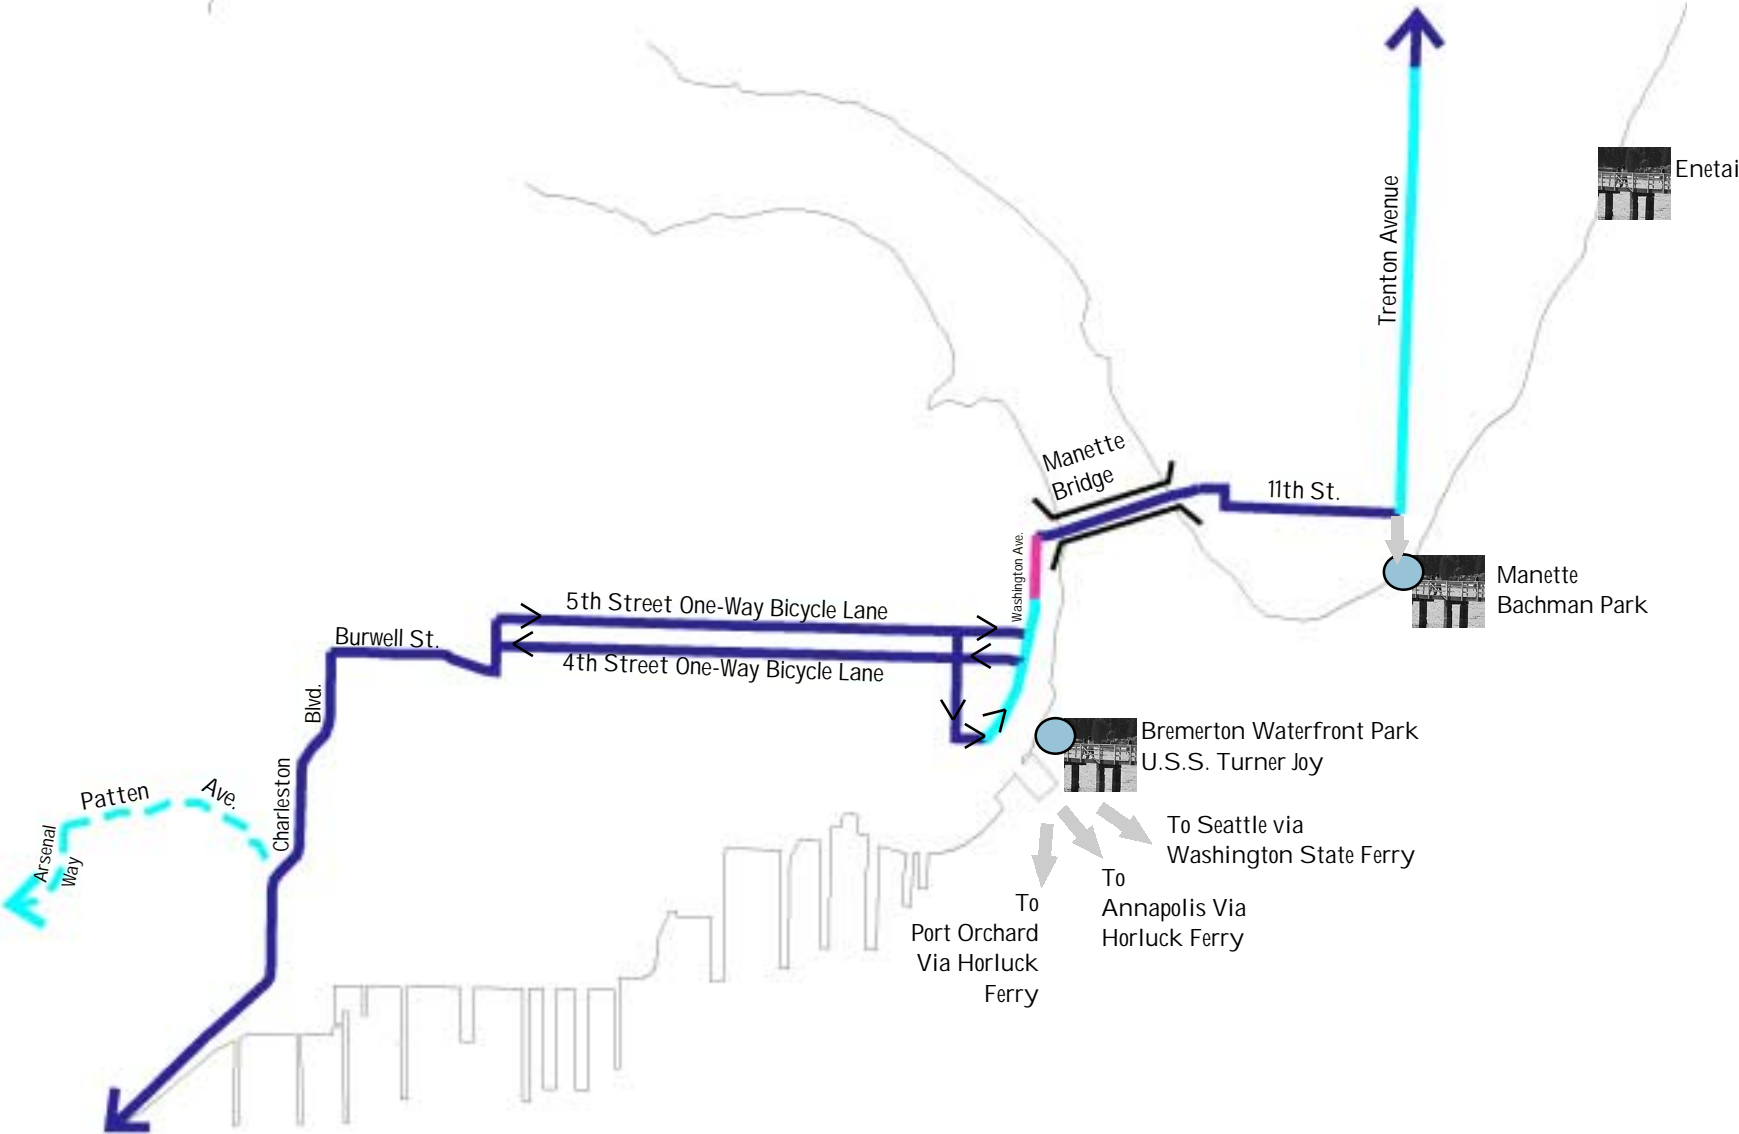 Enetai
Trenton Avenue
Manette
Bridge
11th St.
Washington Ave.
Manette
Bachman Park
5th Street One-Way Bicycle Lane
Burwell St.
4th Street One-Way Bicycle Lane
Charleston Blvd.
Bremerton Waterfront Park
U.S.S. Turner Joy
Patten Ave.
Arsenal
Way
To Seattle via
Washington State Ferry
To
Annapolis Via
Horluck Ferry
To
Port Orchard
Via Horluck
Ferry